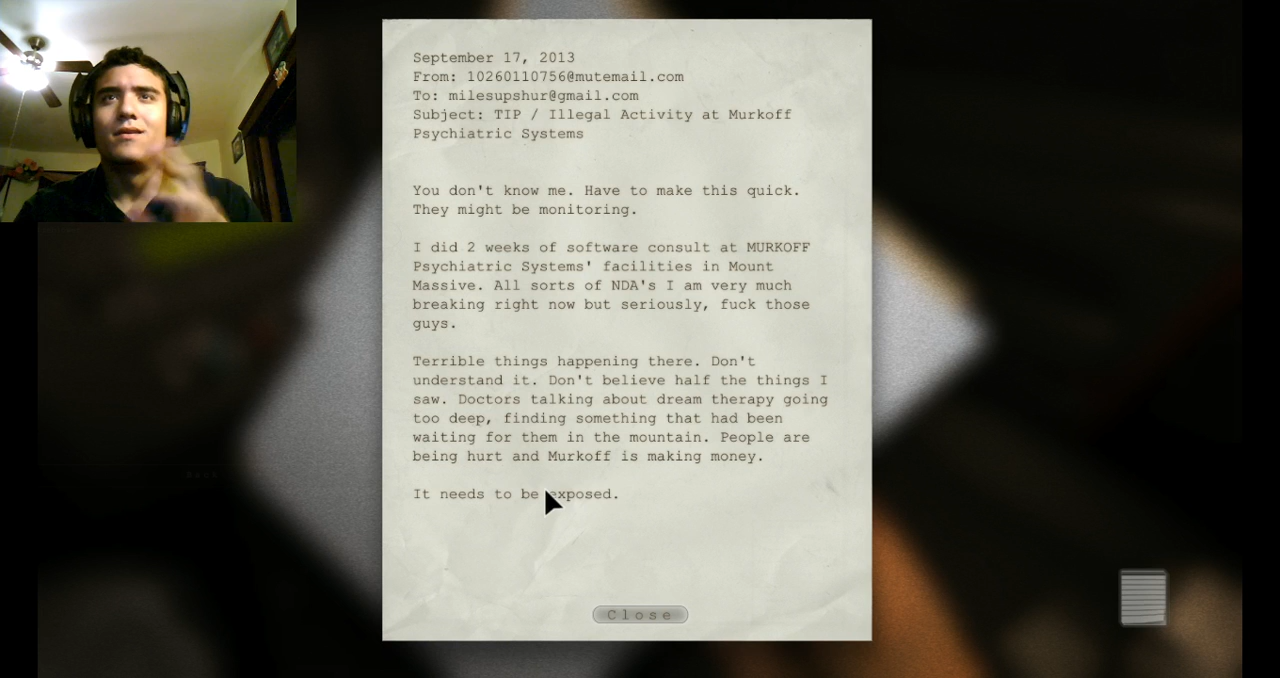 September 17, 2013
From: 10260110756@mutemail.com
To: milesupshur@gmail.com
Subject: TIP / Illegal Activity at Murkoff
Psychiatric Systems
You don't know me. Have to make this quick.
They might be monitoring.
I did 2 weeks of software consult at MURKOFF
Psychiatric Systems' facilities in Mount
Massive. All sorts of NDA's I am very much
breaking right now but seriously, fuck those
guys.
Terrible things happening there. Don't
understand it. Don't believe half the things I
saw. Doctors talking about dream therapy going
too deep, finding something that had been
waiting for them in the mountain. People are
being hurt and Murkoff is making money.
It needs to be exposed.
Close